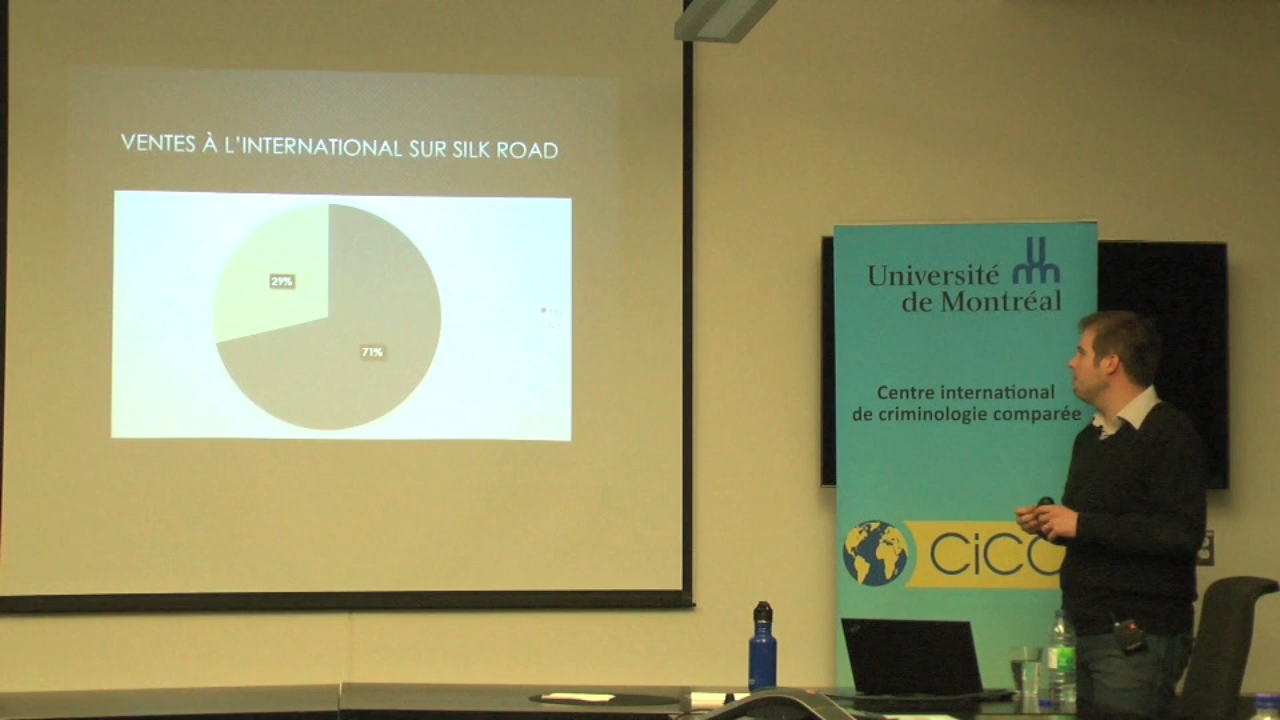 VENTES À L'INTERNATIONAL SUR SILK ROAD
29%
71%
Université
de Montréal
Centre international
de criminologie comparée
CiCC